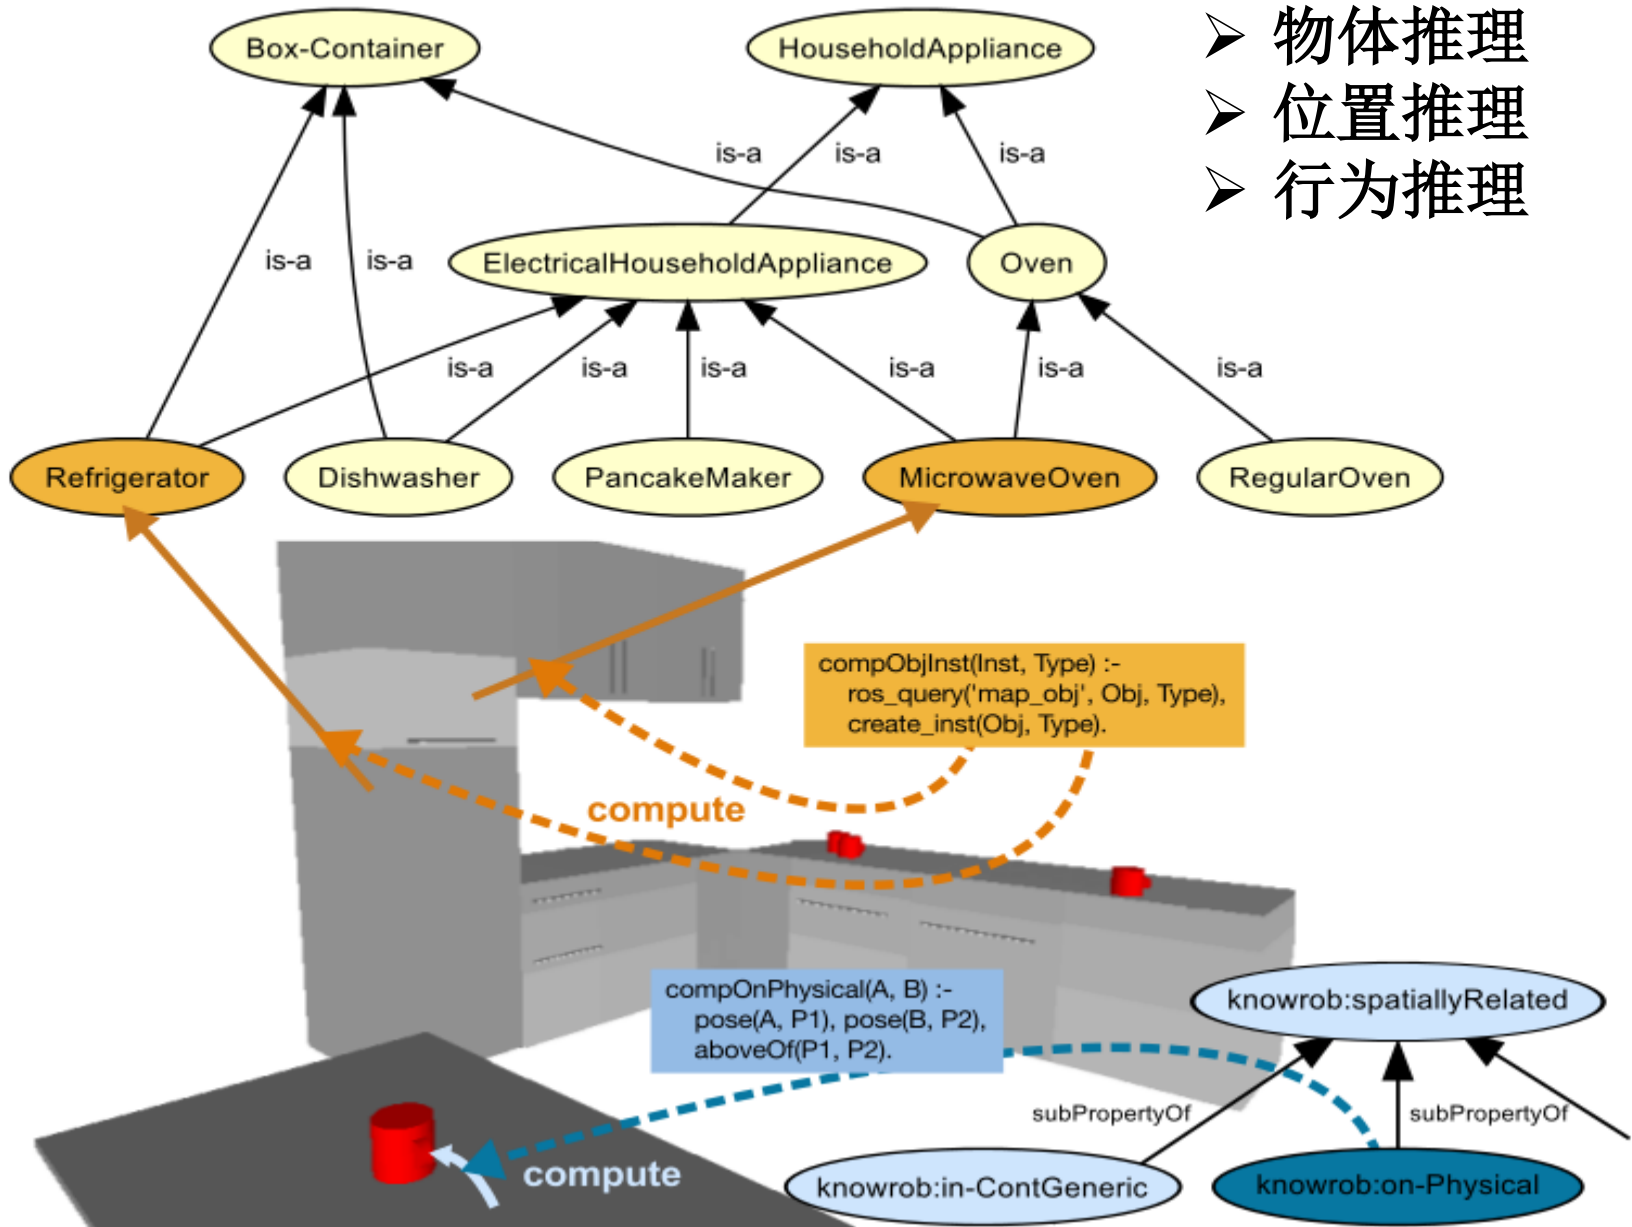 Box-Container
HouseholdAppliance
➢ 物体推理
➢ 位置推理
➢ 行为推理
is-a
is-a
is-a
is-a
is-a
ElectricalHouseholdAppliance
Oven
is-a
is-a
is-a
is-a
is-a
is-a
Refrigerator
Dishwasher
PancakeMaker
MicrowaveOven
RegularOven
compObjInst(Inst, Type) :-
ros_query('map_obj', Obj, Type),
create_inst(Obj, Type).
compute
compOnPhysical(A, B) :-
pose(A, P1), pose(B, P2),
aboveOf(P1, P2).
knowrob:spatiallyRelated
subPropertyOf
subPropertyOf
compute
knowrob:in-ContGeneric
knowrob:on-Physical